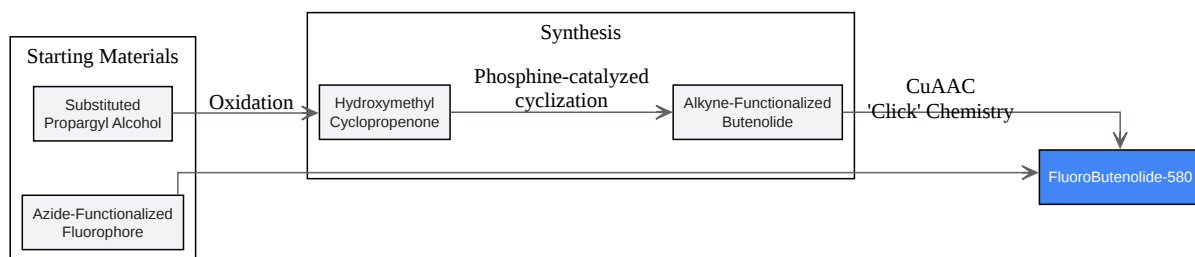 Starting Materials
Substituted
Propargyl Alcohol
Azide-Functionalized
Fluorophore
Oxidation
Synthesis
Hydroxymethyl
Cyclopropenone
Phosphine-catalyzed
cyclization
Alkyne-Functionalized
Butenolide
CuAAC
'Click' Chemistry
FluoroButenolide-580